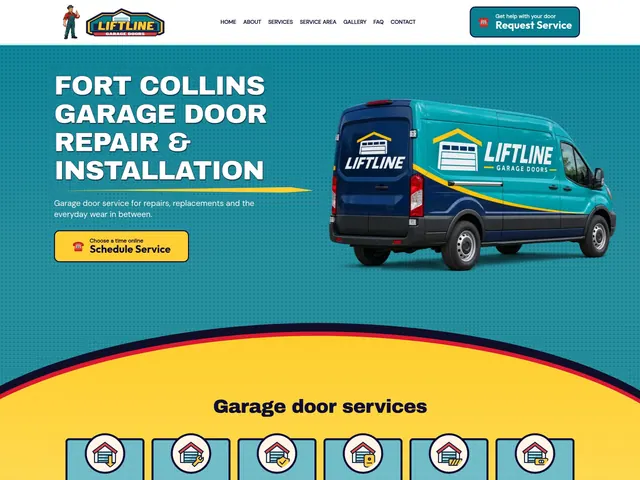 LIFTLINE
GARAGE DOORS
HOME ABOUT SERVICES SERVICE AREA GALLERY FAQ CONTACT
Get help with your door
Request Service
FORT COLLINS
GARAGE DOOR
REPAIR &
INSTALLATION
Garage door service for repairs, replacements and the
everyday wear in between.
Choose a time online
Schedule Service
LIFTLINE
LIFTLINE
GARAGE DOORS
Garage door services